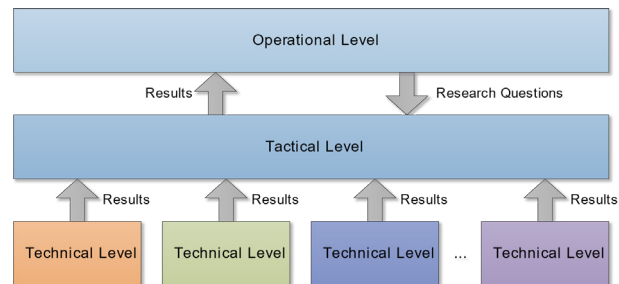 Operational Level
Results
Research Questions
Tactical Level
Results
Results
Results
Results
Technical Level
Technical Level
Technical Level
...
Technical Level